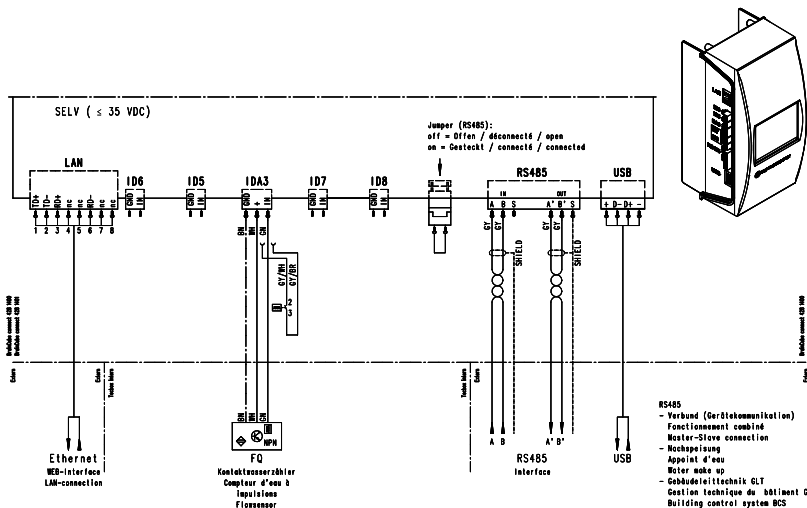 SELV ( ≤ 35 VDC)
Jumper (RS485):
off = Offen / déconnecté / open
on = Gesteckt / connecté / connected
LAN
ID6
ID5
IDA3
ID7
ID8
RS485
USB
IN
OUT
TD+ TD- RD+ nc nc RD- nc nc
GND IN
GND IN
GND + IN
GND IN
GND IN
A B S A' B' S
+ D- D+ -
1 2 3 4 5 6 7 8
BN WH GN
GY/WH
GY/BR
2
3
GY GY
SHIELD
GY GY
SHIELD
Extern
Extern
Extern
BN WH GN
NPN
A B A' B'
Ethernet
WEB-Interface
LAN-connection
FQ
Kontaktwasserzähler
Compteur d'eau à
impulsions
Flowsensor
RS485
Interface
USB
RS485
- Verbund (Gerätekommunikation)
Fonctionnement combiné
Master-Slave connection
- Nachspeisung
Appoint d'eau
Water make up
- Gebäudeleittechnik GLT
Gestion technique du bâtiment G
Building control system BCS